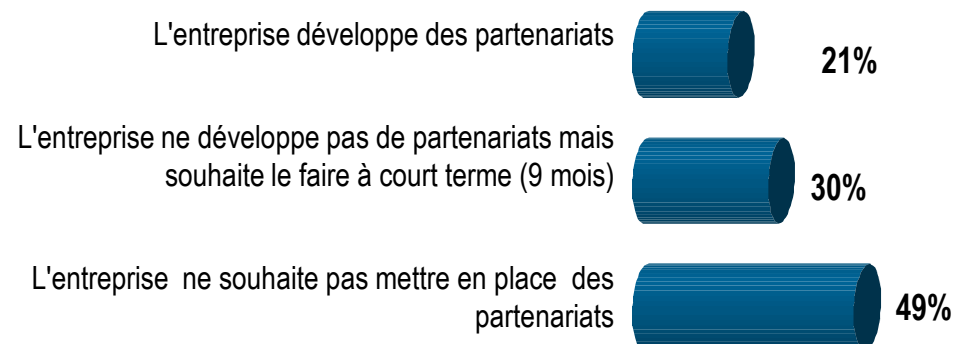 L'entreprise développe des partenariats
21%
L'entreprise ne développe pas de partenariats mais
souhaite le faire à court terme (9 mois)
30%
L'entreprise  ne souhaite pas mettre en place  des
partenariats
49%